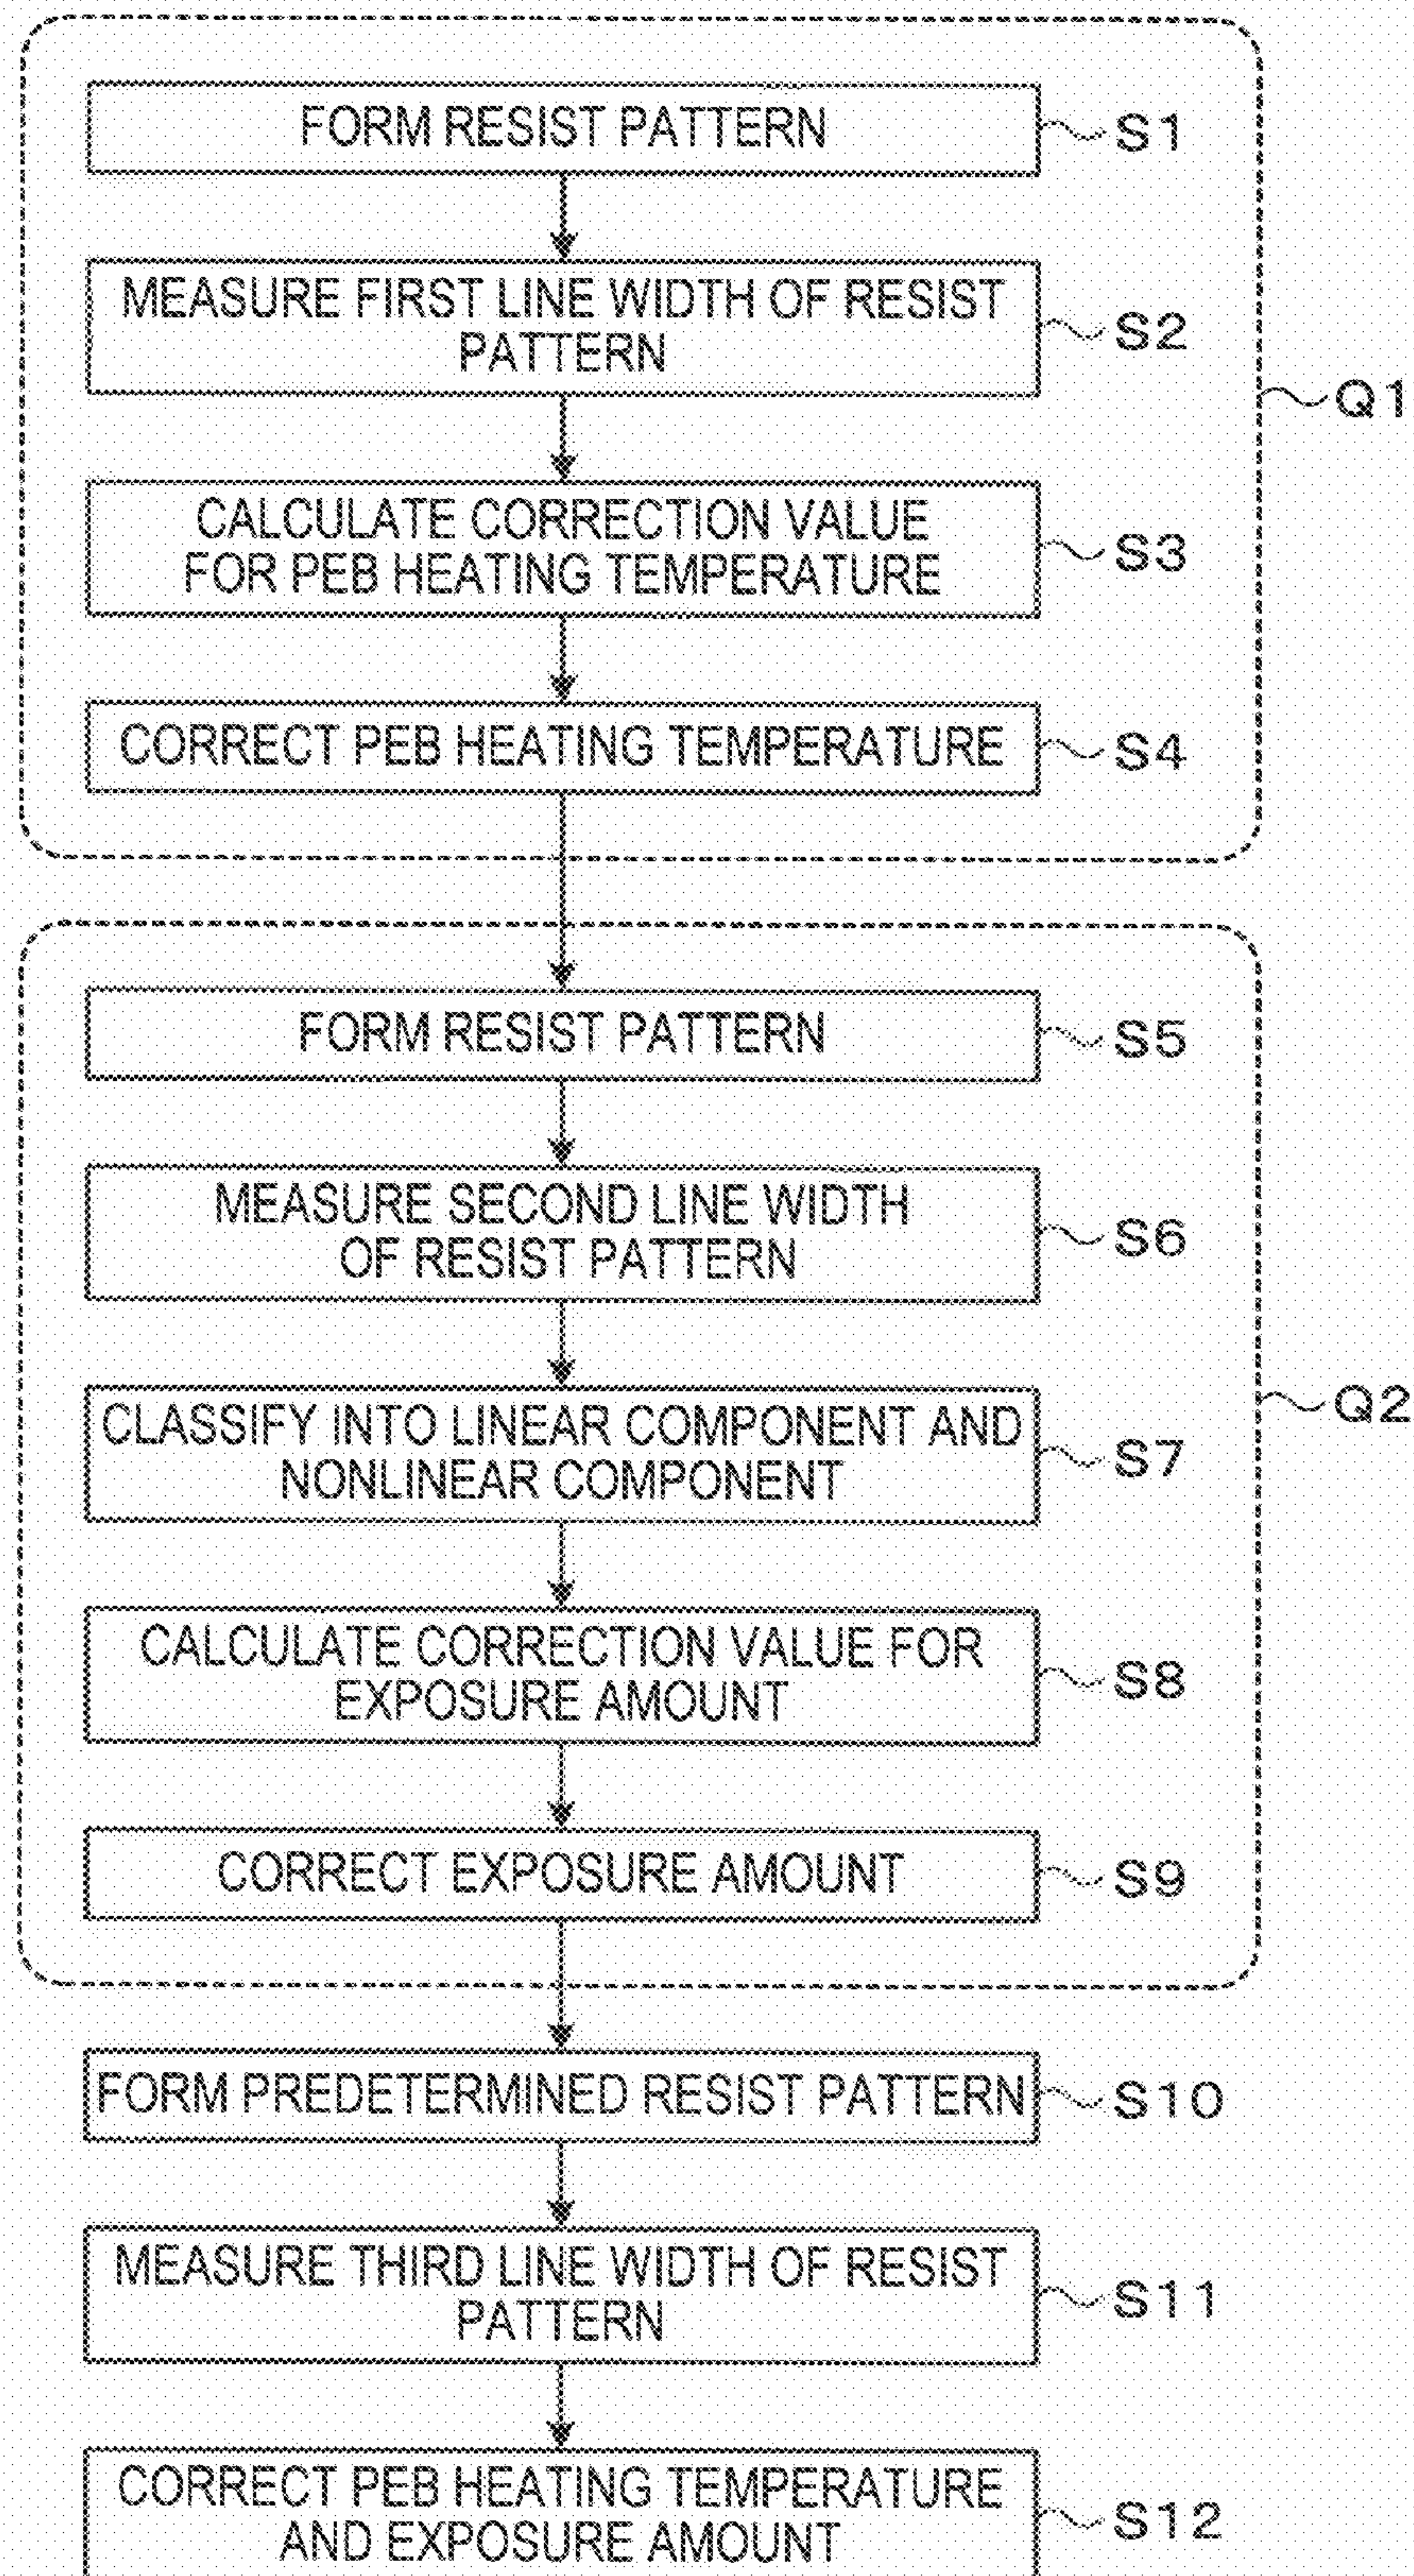 FORM RESIST PATTERN
S1
MEASURE FIRST LINE WIDTH OF RESIST
PATTERN
S2
Q1
CALCULATE CORRECTION VALUE
FOR PEB HEATING TEMPERATURE
S3
CORRECT PEB HEATING TEMPERATURE
S4
FORM RESIST PATTERN
S5
MEASURE SECOND LINE WIDTH
OF RESIST PATTERN
S6
CLASSIFY INTO LINEAR COMPONENT AND
NONLINEAR COMPONENT
S7
Q2
CALCULATE CORRECTION VALUE FOR
EXPOSURE AMOUNT
S8
CORRECT EXPOSURE AMOUNT
S9
FORM PREDETERMINED RESIST PATTERN
S10
MEASURE THIRD LINE WIDTH OF RESIST
PATTERN
S11
CORRECT PEB HEATING TEMPERATURE
AND EXPOSURE AMOUNT
S12